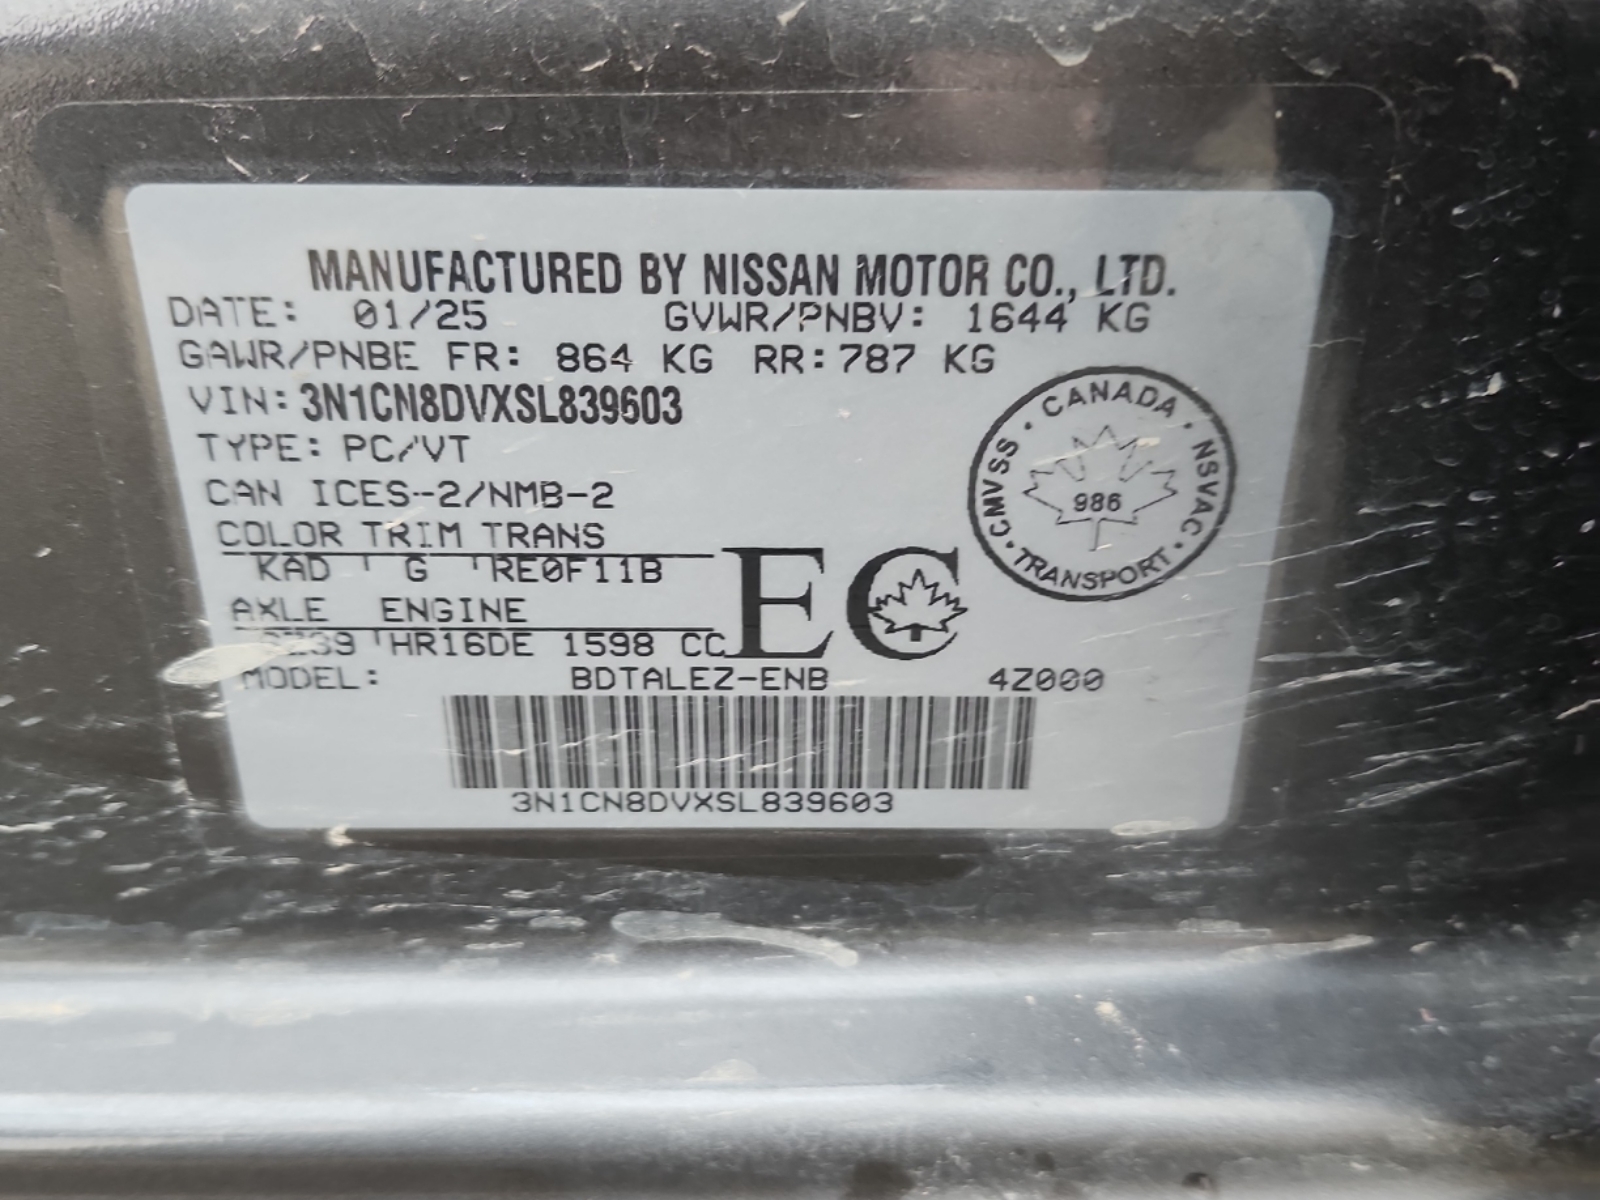 MANUFACTURED BY NISSAN MOTOR CO., LTD.
DATE: 01/25 GVWR/PNBV: 1644 KG
GAWR/PNBE FR: 864 KG RR: 787 KG
VIN: 3N1CN8DVXSL839603
TYPE: PC/VT
CAN ICES-2/NMB-2
COLOR TRIM TRANS
KAD G RE0F11B
AXLE ENGINE
HR16DE 1598 CC
MODEL: BDTALEZ-ENB 4Z000
3N1CN8DVXSL839603
EC
CANADA · NSVAC · TRANSPORT · CMVSS ·
986